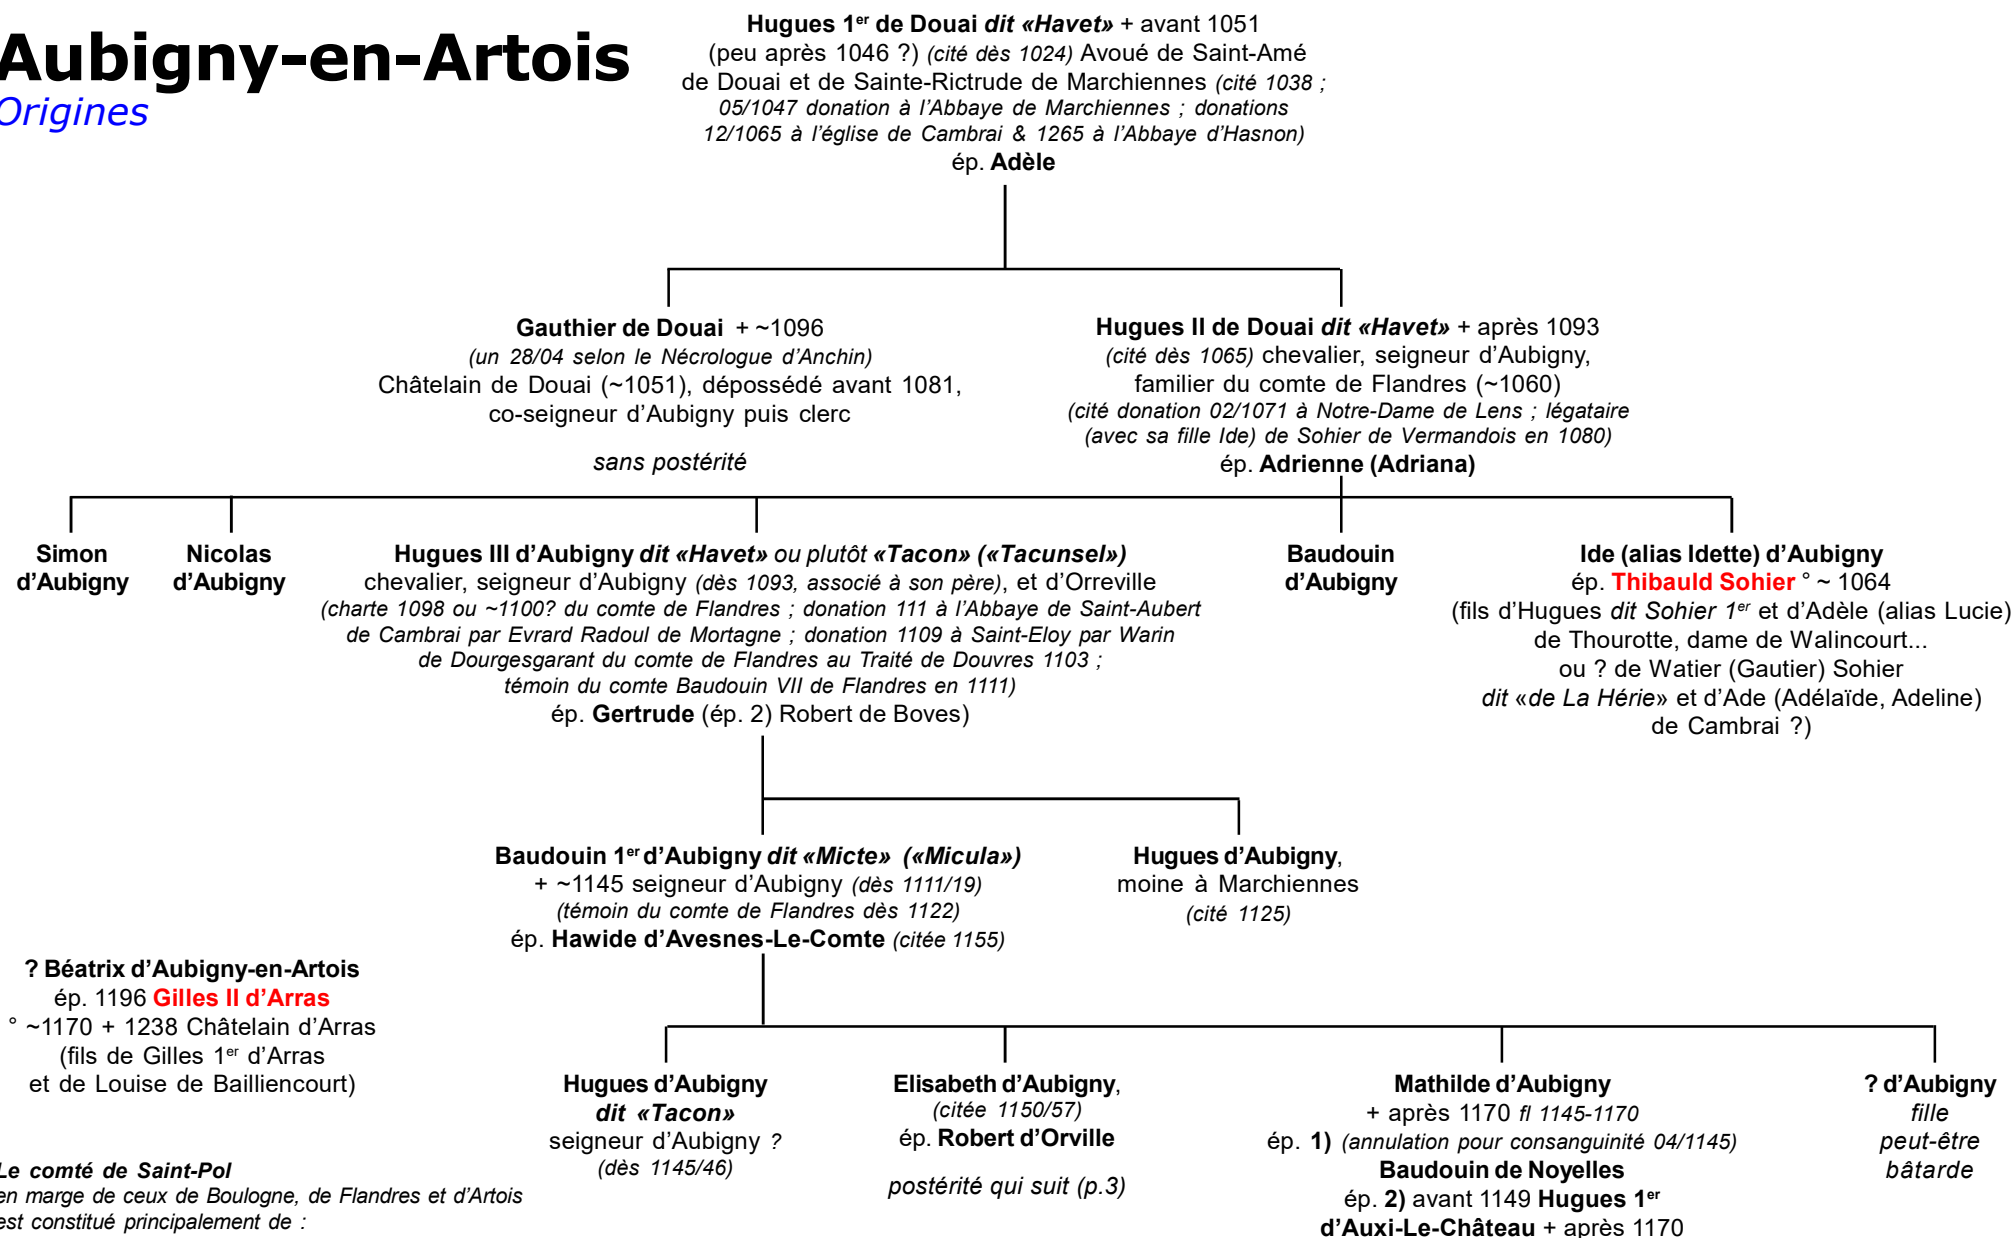 Aubigny-en-Artois
Origines
Hugues 1er de Douai dit «Havet» + avant 1051
(peu après 1046 ?) (cité dès 1024) Avoué de Saint-Amé
de Douai et de Sainte-Rictrude de Marchiennes (cité 1038 ;
05/1047 donation à l’Abbaye de Marchiennes ; donations
12/1065 à l’église de Cambrai & 1265 à l’Abbaye d’Hasnon)
ép. Adèle
Gauthier de Douai + ~1096
(un 28/04 selon le Nécrologue d’Anchin)
Châtelain de Douai (~1051), dépossédé avant 1081,
co-seigneur d’Aubigny puis clerc
sans postérité
Hugues II de Douai dit «Havet» + après 1093
(cité dès 1065) chevalier, seigneur d’Aubigny,
familier du comte de Flandres (~1060)
(cité donation 02/1071 à Notre-Dame de Lens ; légataire
(avec sa fille Ide) de Sohier de Vermandois en 1080)
ép. Adrienne (Adriana)
Simon
d’Aubigny
Nicolas
d’Aubigny
Hugues III d’Aubigny dit «Havet» ou plutôt «Tacon» («Tacunsel»)
chevalier, seigneur d’Aubigny (dès 1093, associé à son père), et d’Orreville
(charte 1098 ou ~1100? du comte de Flandres ; donation 111 à l’Abbaye de Saint-Aubert
de Cambrai par Evrard Radoul de Mortagne ; donation 1109 à Saint-Eloy par Warin
de Dourgesgarant du comte de Flandres au Traité de Douvres 1103 ;
témoin du comte Baudouin VII de Flandres en 1111)
ép. Gertrude (ép. 2) Robert de Boves)
Baudouin
d’Aubigny
Ide (alias Idette) d’Aubigny
ép. Thibauld Sohier ° ~ 1064
(fils d’Hugues dit Sohier 1er et d’Adèle (alias Lucie)
de Thourotte, dame de Walincourt...
ou ? de Watier (Gautier) Sohier
dit «de La Hérie» et d’Ade (Adélaïde, Adeline)
de Cambrai ?)
Baudouin 1er d’Aubigny dit «Micte» («Micula»)
+ ~1145 seigneur d’Aubigny (dès 1111/19)
(témoin du comte de Flandres dès 1122)
ép. Hawide d’Avesnes-Le-Comte (citée 1155)
Hugues d’Aubigny,
moine à Marchiennes
(cité 1125)
? Béatrix d’Aubigny-en-Artois
ép. 1196 Gilles II d’Arras
° ~1170 + 1238 Châtelain d’Arras
(fils de Gilles 1er d’Arras
et de Louise de Bailliencourt)
Hugues d’Aubigny
dit «Tacon»
seigneur d’Aubigny ?
(dès 1145/46)
Elisabeth d’Aubigny,
(citée 1150/57)
ép. Robert d’Orville
postérité qui suit (p.3)
Mathilde d’Aubigny
+ après 1170 fl 1145-1170
ép. 1) (annulation pour consanguinité 04/1145)
Baudouin de Noyelles
ép. 2) avant 1149 Hugues 1er
d’Auxi-Le-Château + après 1170
? d’Aubigny
fille
peut-être
bâtarde
Le comté de Saint-Pol
en marge de ceux de Boulogne, de Flandres et d’Artois
est constitué principalement de :